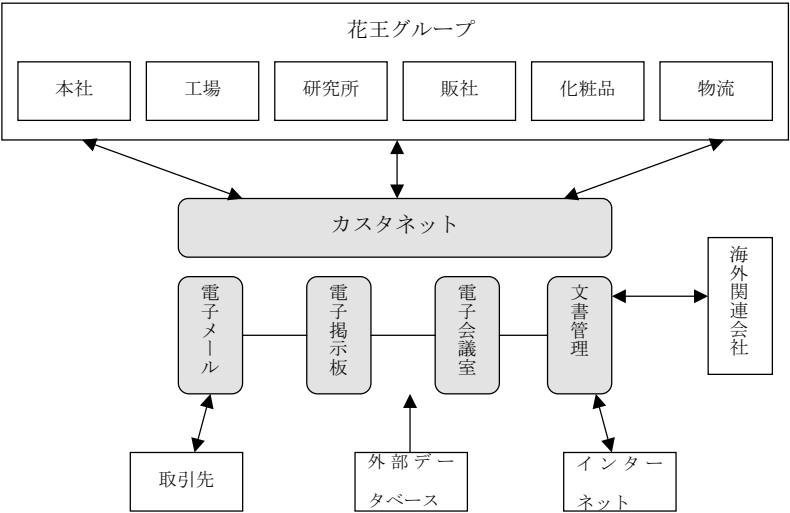 花王グループ
本社
工場
研究所
販社
化粧品
物流
カスタネット
電子メール
電子掲示板
電子会議室
文書管理
海外関連会社
取引先
外部デー
タベース
インター
ネット